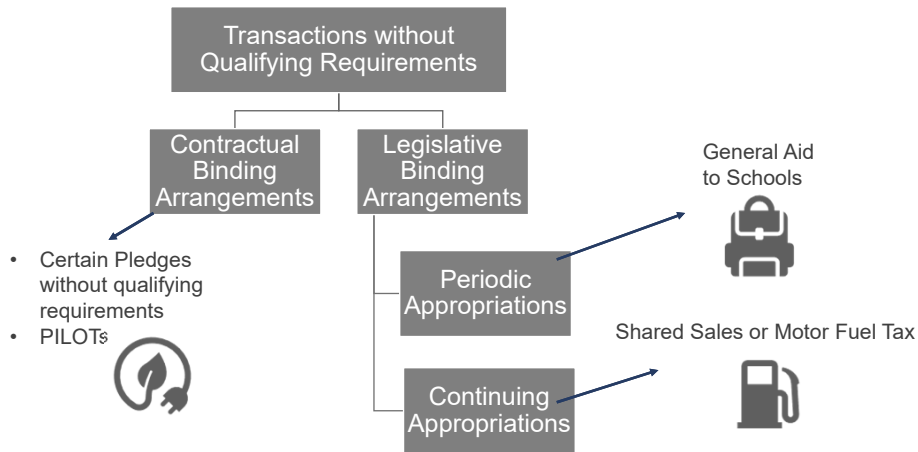 Transactions without
Qualifying Requirements
Contractual
Binding
Arrangements
Legislative
Binding
Arrangements
General Aid
to Schools
• Certain Pledges
without qualifying
requirements
• PILOTs
Periodic
Appropriations
Shared Sales or Motor Fuel Tax
Continuing
Appropriations